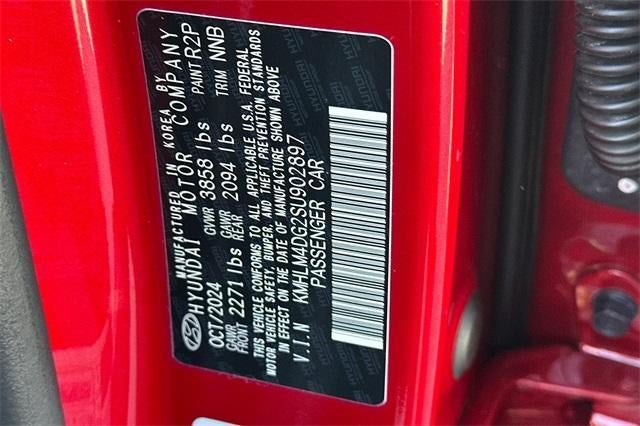 MANUFACTURED IN KOREA BY
HYUNDAI MOTOR COMPANY
OCT/2024 GVWR 3858 lbs PAINT R2P
GAWR FRONT 2271 lbs GAWR REAR 2094 lbs TRIM NNB
THIS VEHICLE CONFORMS TO ALL APPLICABLE U.S.A. FEDERAL
MOTOR VEHICLE SAFETY, BUMPER, AND THEFT PREVENTION STANDARDS
IN EFFECT ON THE DATE OF MANUFACTURE SHOWN ABOVE
V.I.N KMHLM4DG2SU902897
PASSENGER CAR